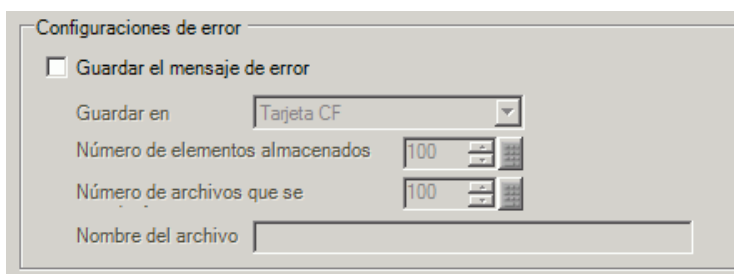 Configuraciones de error
Guardar el mensaje de error
Guardar en Tarjeta CF
Número de elementos almacenados 100
Número de archivos que se 100
Nombre del archivo